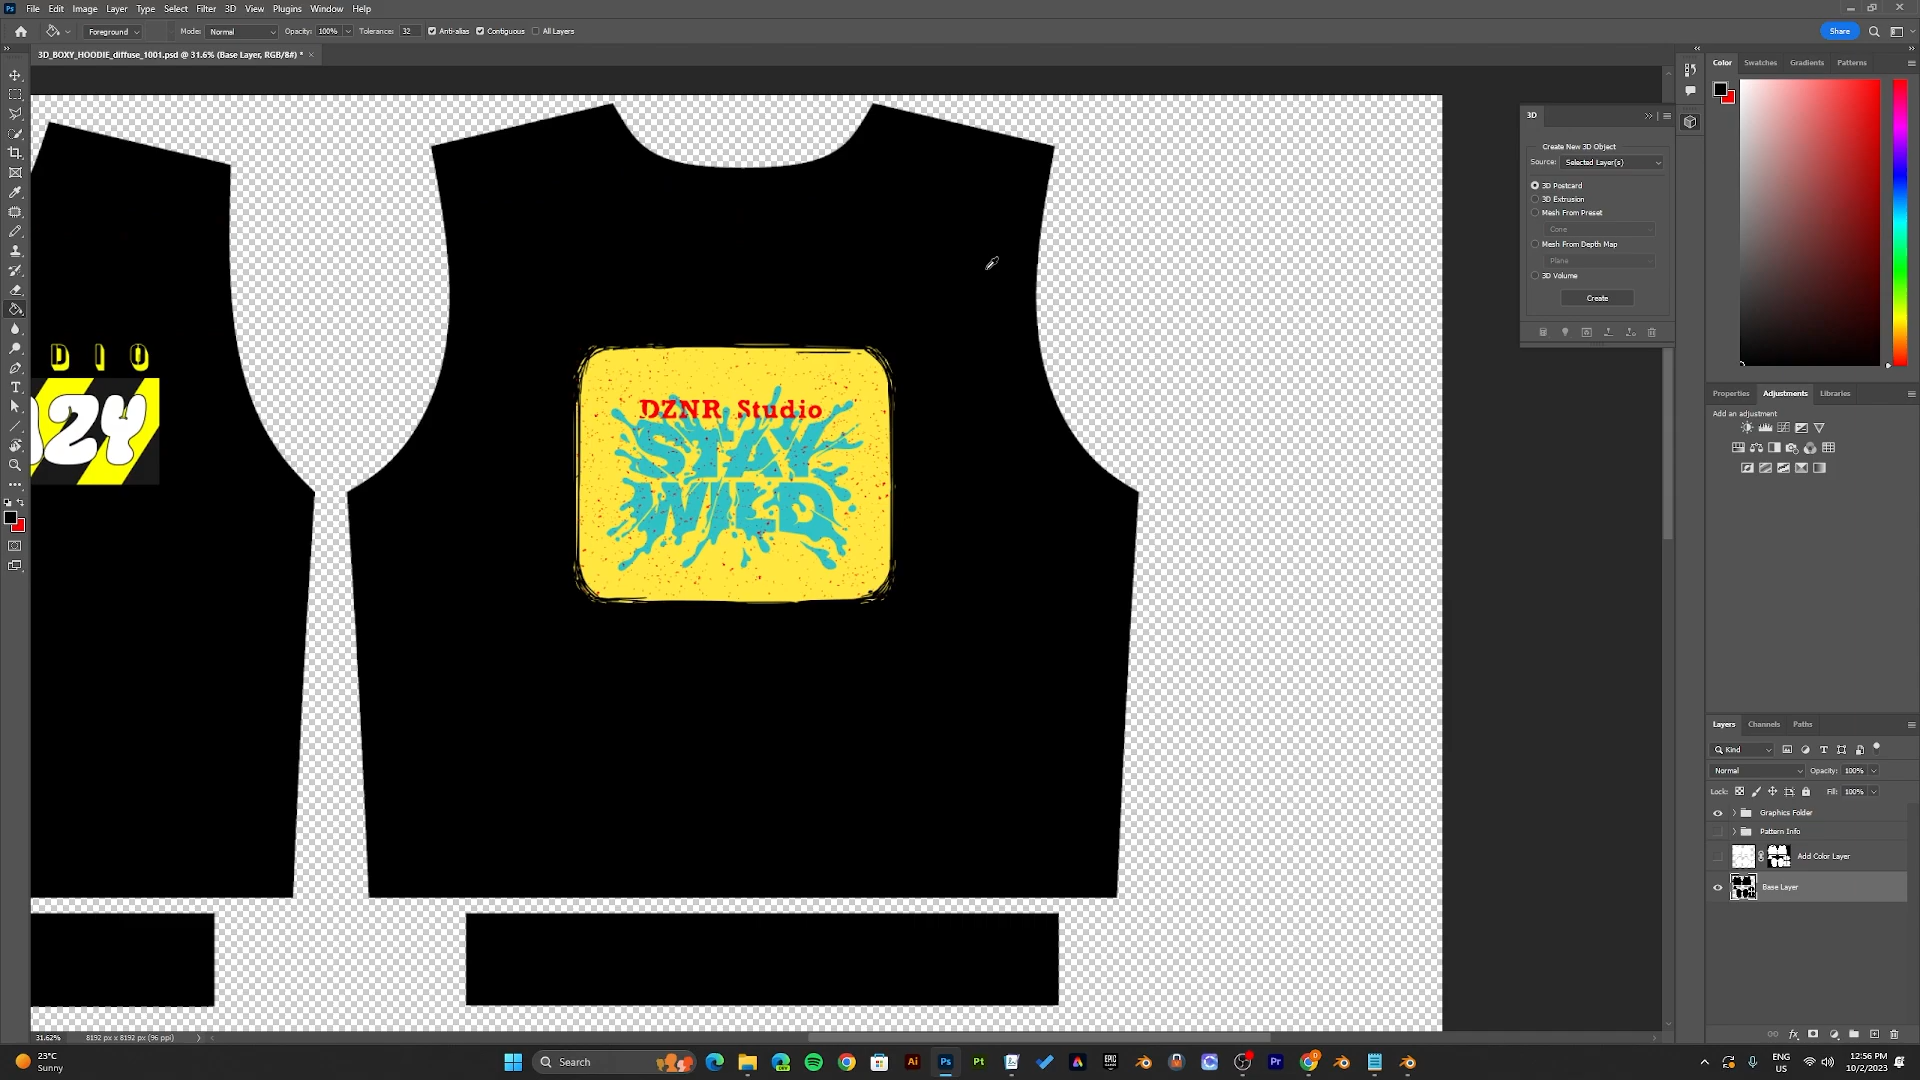 File Edit Image Layer Type Select Filter 3D View Plugins Window Help
Foreground Mode: Normal Opacity: 100% Tolerance: 32 Anti-alias Contiguous All Layers
Share
3D_BOXY_HOODIE_diffuse_1001.psd @ 31.6% (Base Layer, RGB/8#) *
Color Swatches Gradients Patterns
3D
Create New 3D Object
Source: Selected Layer(s)
3D Postcard
3D Extrusion
Mesh From Preset
Cone
Mesh From Depth Map
Plane
3D Volume
Create
D I O
024
DZNR Studio
STAY
WILD
Properties Adjustments Libraries
Add an adjustment
Layers Channels Paths
Kind
Normal Opacity: 100%
Lock: Fill: 100%
Graphics Folder
Pattern Info
Add Color Layer
Base Layer
31.62% 8192 px x 8192 px (96 ppi)
23°C
Sunny
Search
ENG
US
12:56 PM
10/2/2023